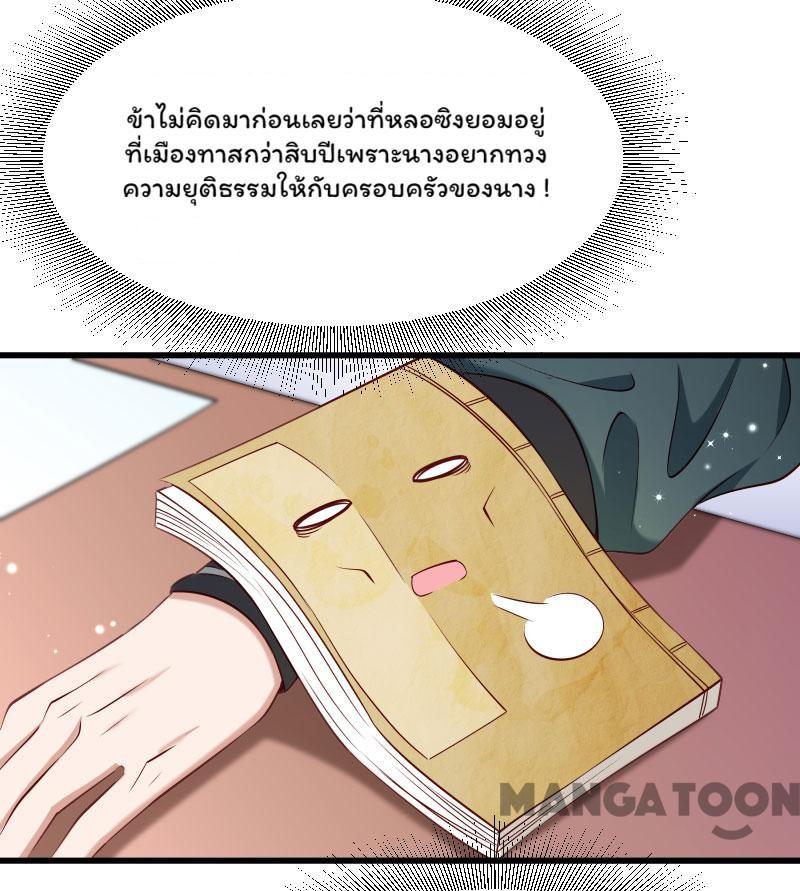 ข้าไม่คิดมาก่อนเลยว่าที่หลอซิงยอมอยู่
ที่เมืองทาสกว่าสิบปีเพราะนางอยากทวง
ความยุติธรรมให้กับครอบครัวของนาง !
MANGATOON